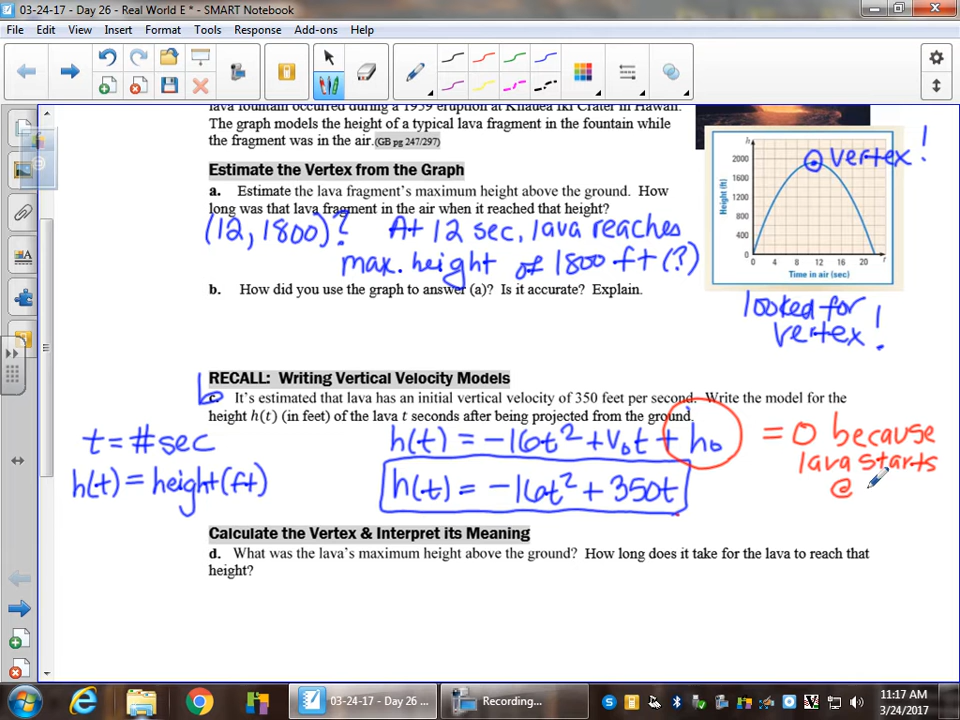 03-24-17 - Day 26 - Real World E * - SMART Notebook
File Edit View Insert Format Tools Response Add-ons Help
lava fountain occurred during a 1959 eruption at Kilauea Iki Crater in Hawaii.
The graph models the height of a typical lava fragment in the fountain while
the fragment was in the air.(GB pg 247/297)
Estimate the Vertex from the Graph
a. Estimate the lava fragment's maximum height above the ground. How
long was that lava fragment in the air when it reached that height?
(12, 1800)? At 12 sec, lava reaches
max. height of 1800 ft (?)
b. How did you use the graph to answer (a)? Is it accurate? Explain.
h
2000
1600
1200
800
400
0
Height (ft)
0 4 8 12 16 20 t
Time in air (sec)
vertex!
looked for
vertex!
RECALL: Writing Vertical Velocity Models
c. It's estimated that lava has an initial vertical velocity of 350 feet per second. Write the model for the
height h(t) (in feet) of the lava t seconds after being projected from the ground.
t = #sec
h(t) = height(ft)
h(t) = -16t² + v₀t + h₀
= 0 because
lava starts
@
h(t) = -16t² + 350t
Calculate the Vertex & Interpret its Meaning
d. What was the lava's maximum height above the ground? How long does it take for the lava to reach that
height?
03-24-17 - Day 26 ...
Recording...
11:17 AM
3/24/2017